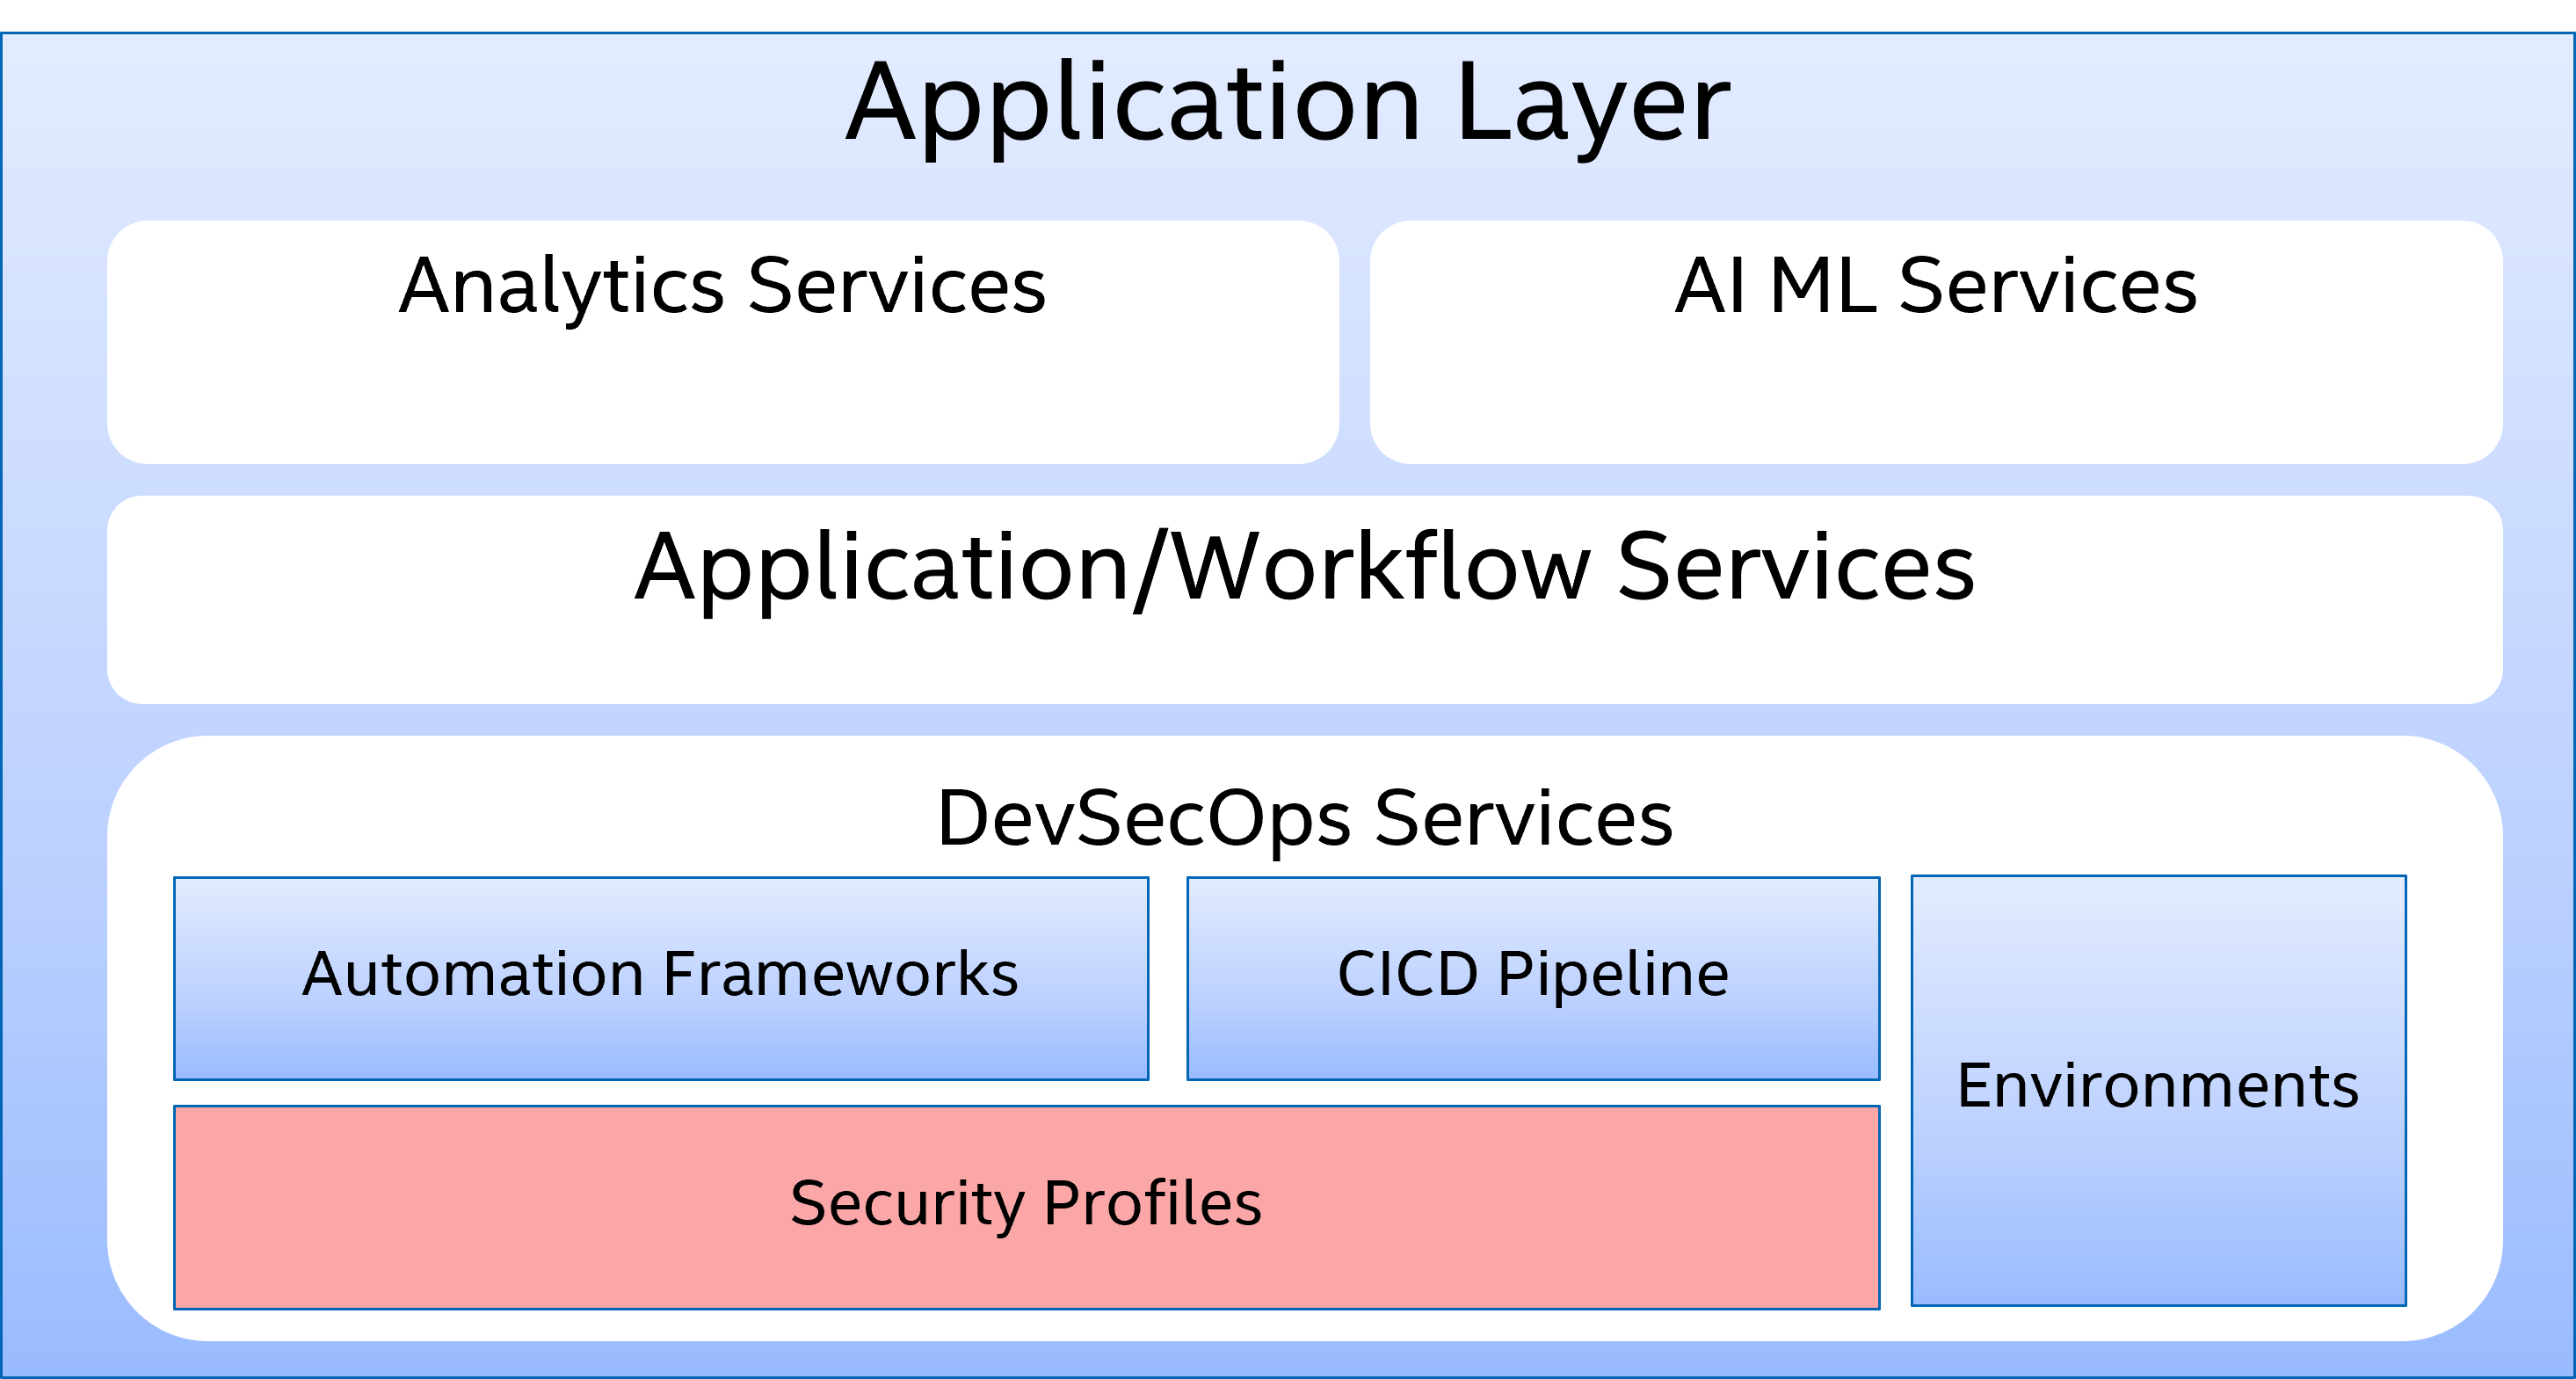 Application Layer
Analytics Services
AI ML Services
Application/Workflow Services
DevSecOps Services
Automation Frameworks
CICD Pipeline
Environments
Security Profiles